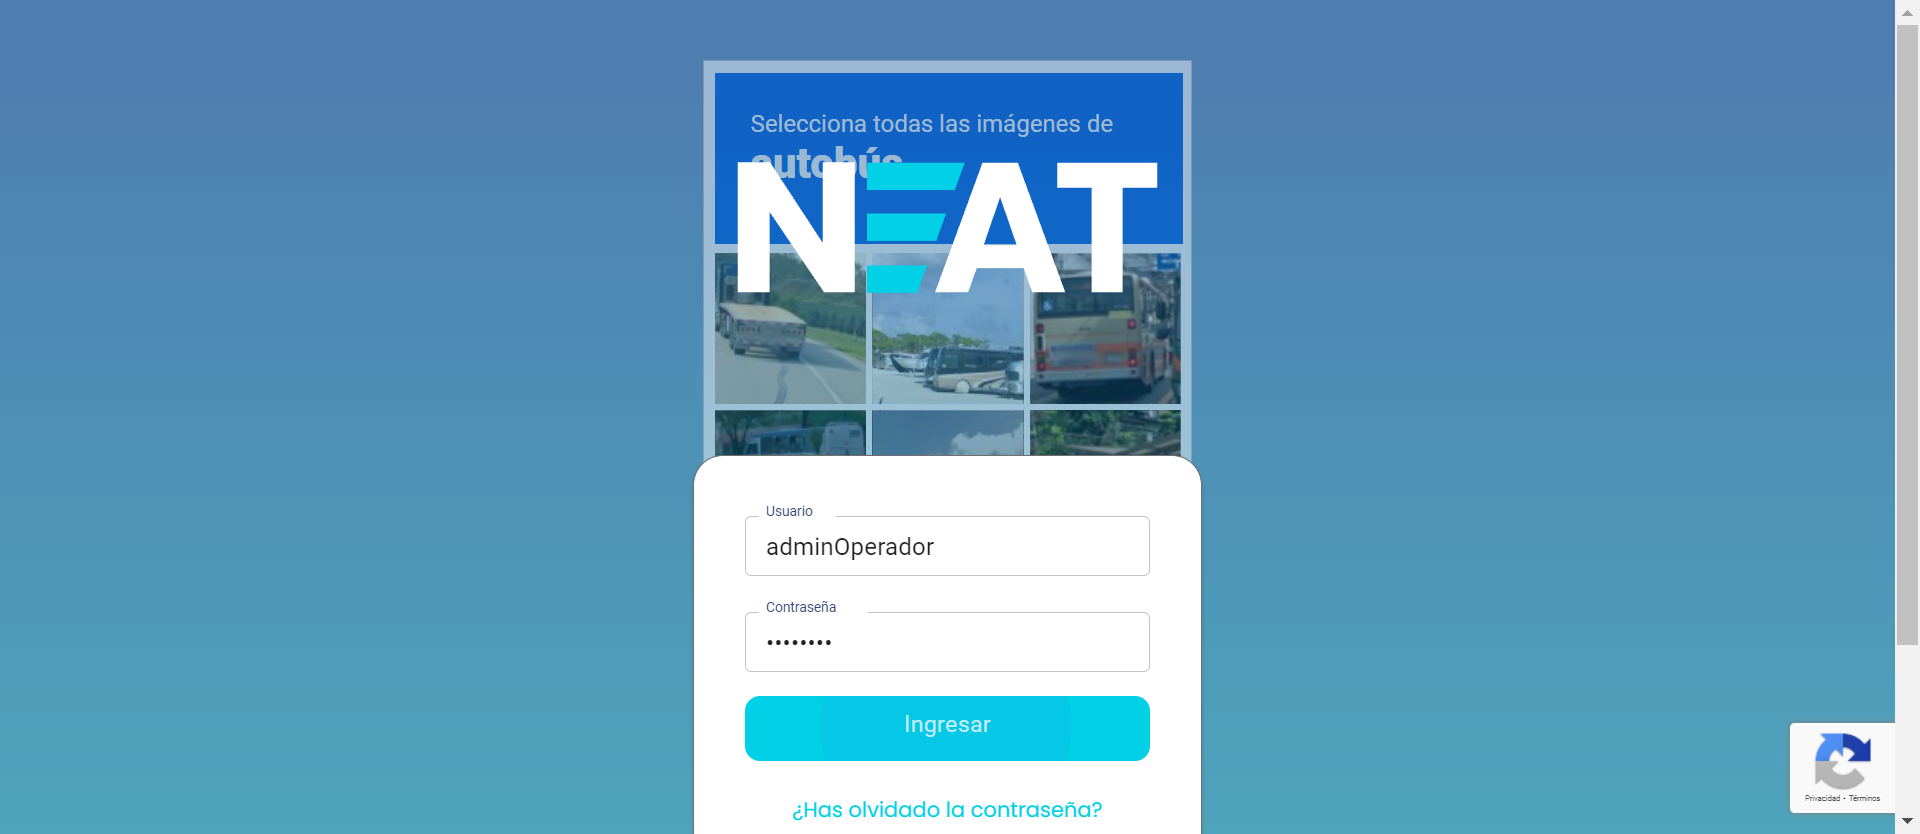 Selecciona todas las imágenes de
autobús
NEAT
Usuario
adminOperador
Contraseña
••••••••
Ingresar
¿Has olvidado la contraseña?
Privacidad - Términos